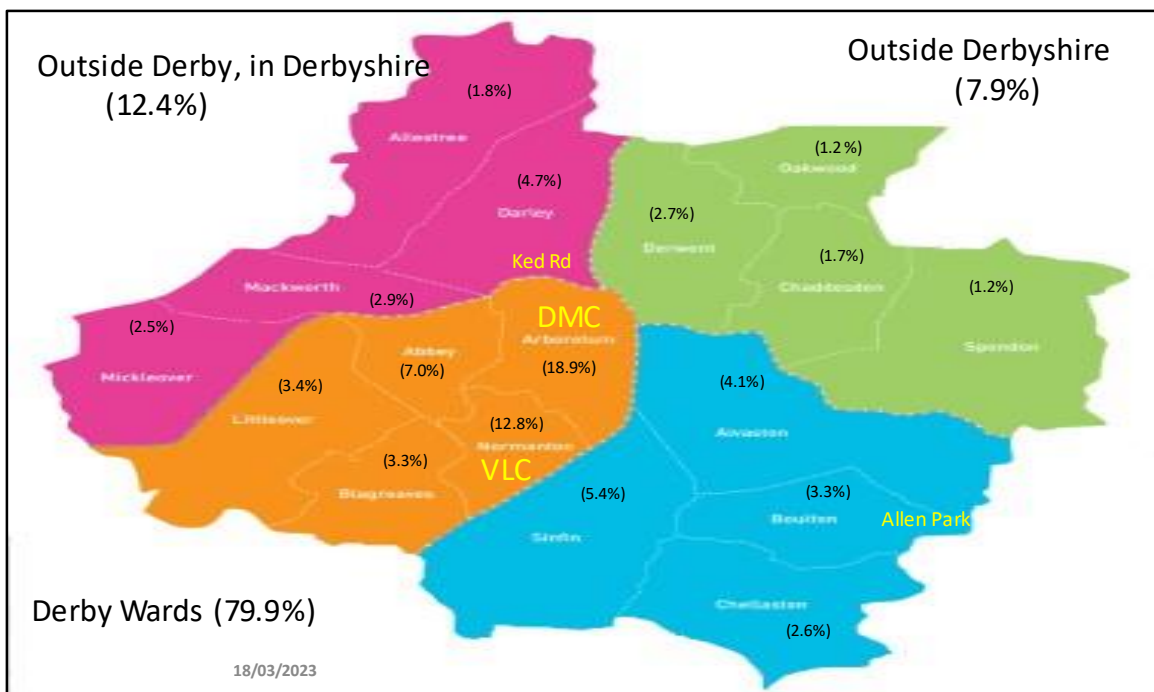 Outside Derby, in Derbyshire
(12.4%)
Outside Derbyshire
(7.9%)
(1.8%)
Allestree
(1.2 %)
Oakwood
(4.7%)
Darley
(2.7%)
Derwent
(1.7%)
Chaddesden
(1.2%)
Spondon
Ked Rd
Mackworth
(2.9%)
(2.5%)
Mickleover
DMC
Arboretum
(18.9%)
Abbey
(7.0%)
(3.4%)
Littleover
(4.1%)
Alvaston
(12.8%)
Normanton
VLC
(3.3%)
Blagreaves
(5.4%)
Sinfin
(3.3%)
Boulton
Allen Park
Chellaston
(2.6%)
Derby Wards (79.9%)
18/03/2023